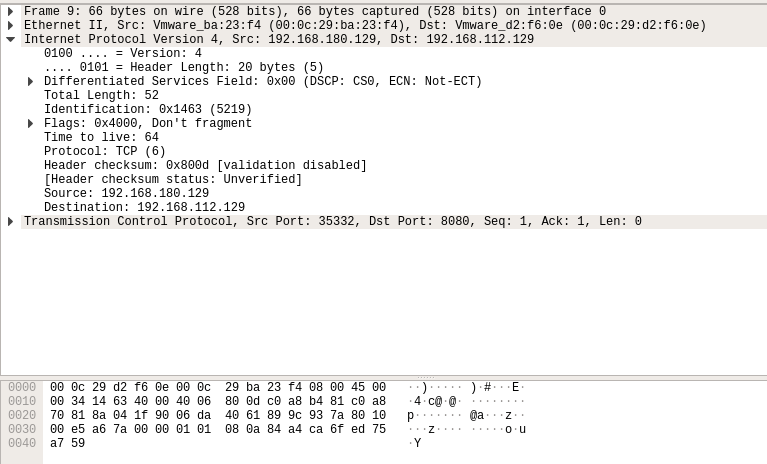 Frame 9: 66 bytes on wire (528 bits), 66 bytes captured (528 bits) on interface 0
Ethernet II, Src: Vmware_ba:23:f4 (00:0c:29:ba:23:f4), Dst: Vmware_d2:f6:0e (00:0c:29:d2:f6:0e)
Internet Protocol Version 4, Src: 192.168.180.129, Dst: 192.168.112.129
0100 .... = Version: 4
.... 0101 = Header Length: 20 bytes (5)
Differentiated Services Field: 0x00 (DSCP: CS0, ECN: Not-ECT)
Total Length: 52
Identification: 0x1463 (5219)
Flags: 0x4000, Don't fragment
Time to live: 64
Protocol: TCP (6)
Header checksum: 0x800d [validation disabled]
[Header checksum status: Unverified]
Source: 192.168.180.129
Destination: 192.168.112.129
Transmission Control Protocol, Src Port: 35332, Dst Port: 8080, Seq: 1, Ack: 1, Len: 0
0000 00 0c 29 d2 f6 0e 00 0c 29 ba 23 f4 08 00 45 00 ··)····· )·#···E·
0010 00 34 14 63 40 00 40 06 80 0d c0 a8 b4 81 c0 a8 ·4·c@·@· ········
0020 70 81 8a 04 1f 90 06 da 40 61 89 9c 93 7a 80 10 p······· @a···z··
0030 00 e5 a6 7a 00 00 01 01 08 0a 84 a4 ca 6f ed 75 ···z···· ·····o·u
0040 a7 59 ·Y